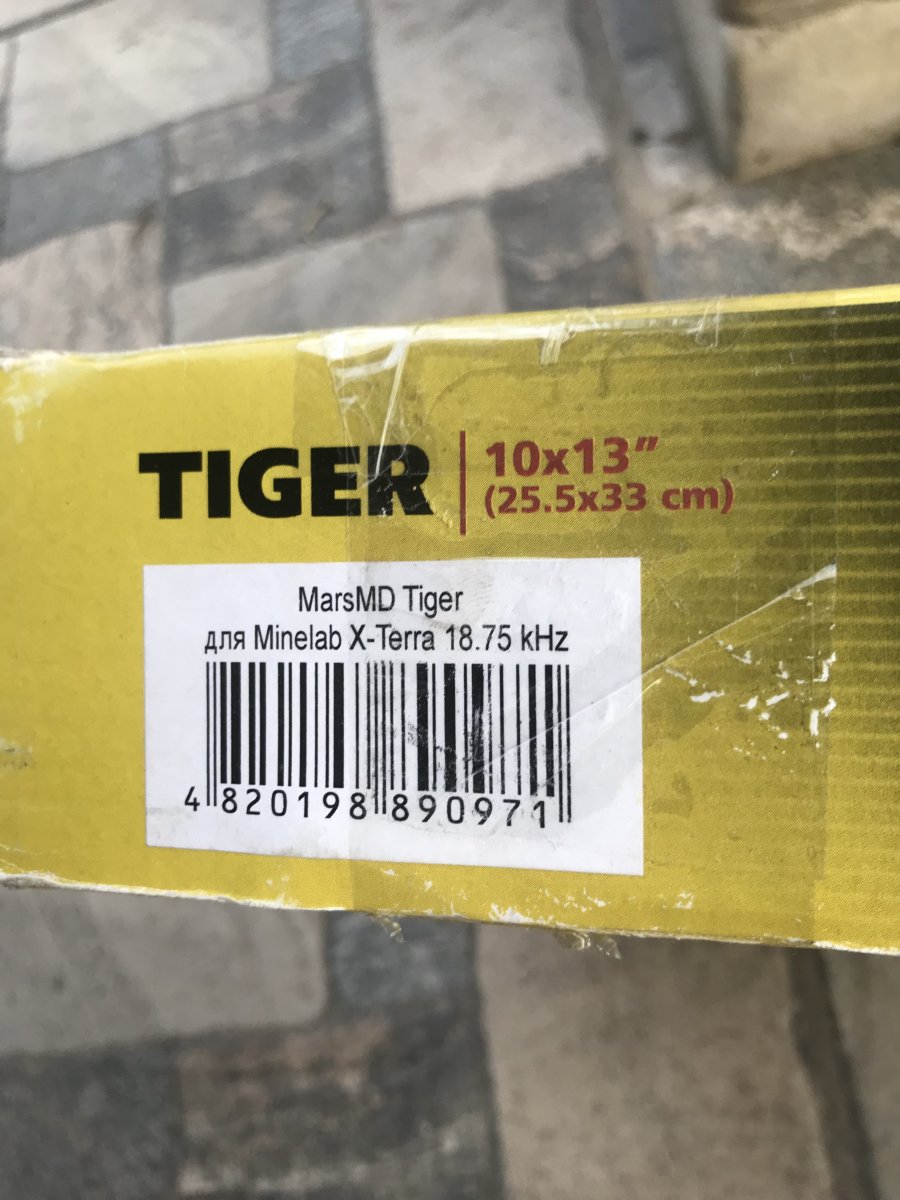 TIGER
10x13"
(25.5x33 cm)
MarsMD Tiger
для Minelab X-Terra 18.75 kHz
4 820198 890971